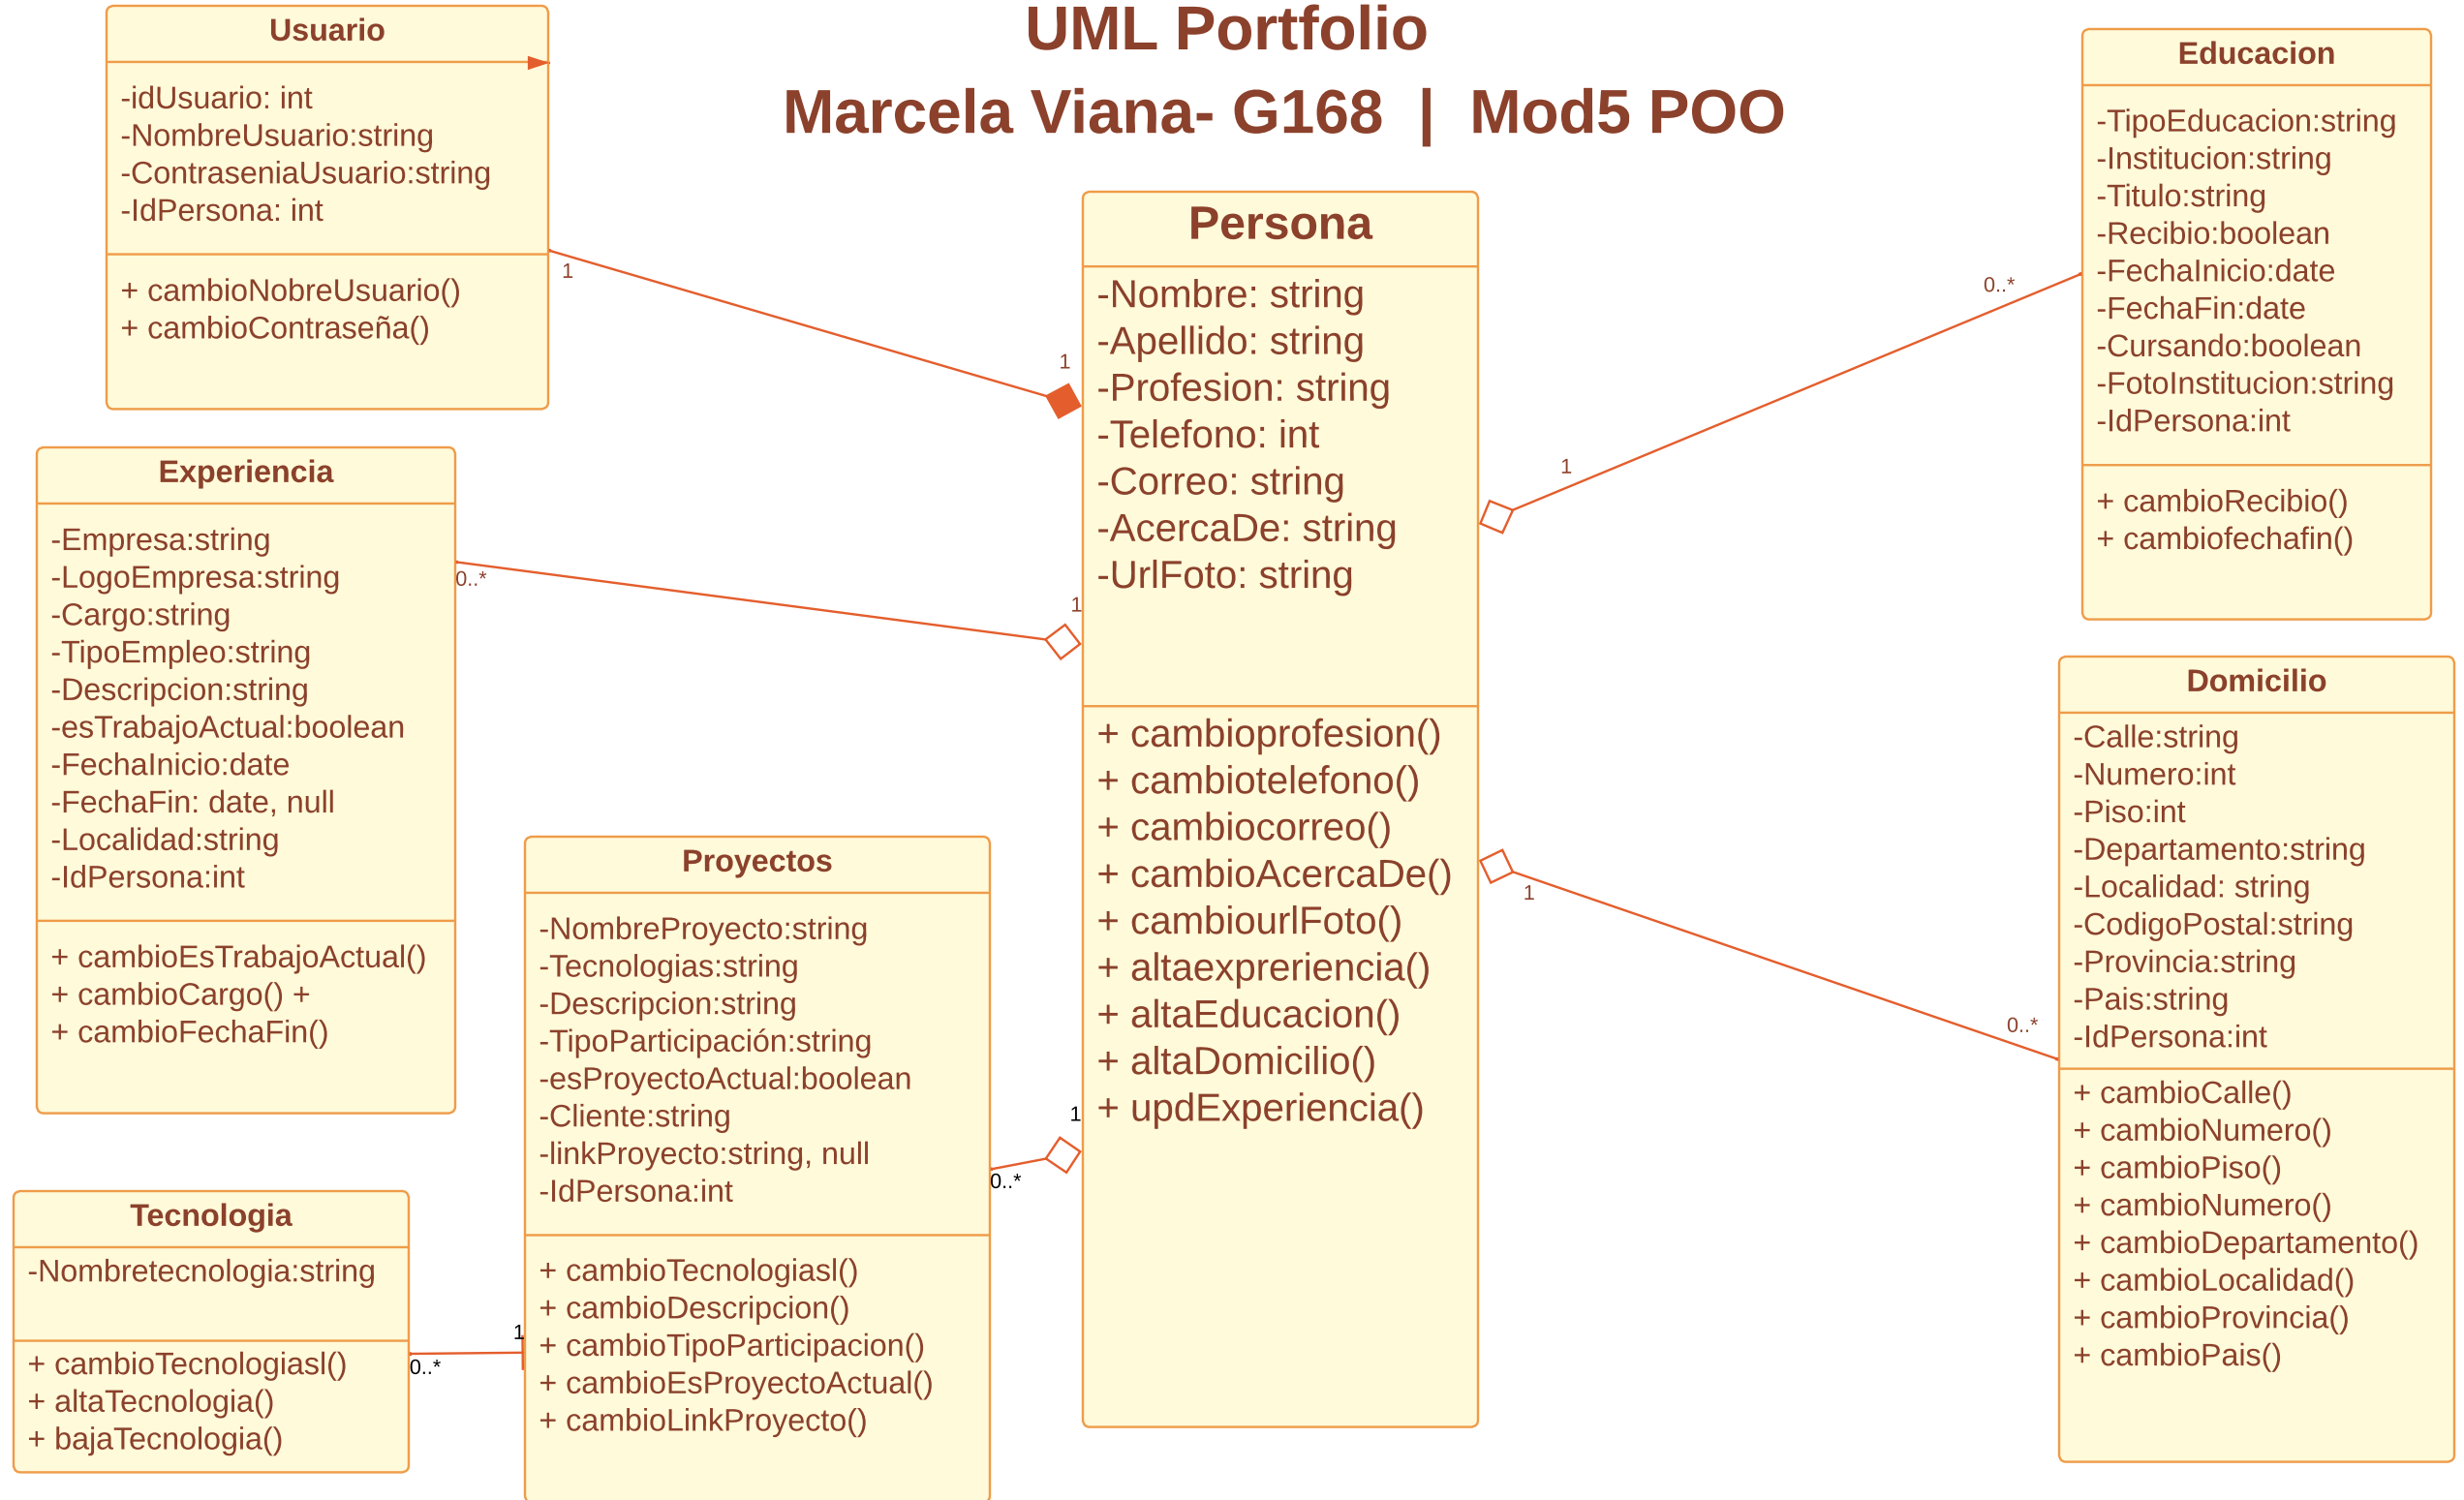 UML Portfolio
Marcela Viana- G168 | Mod5 POO
Usuario
-idUsuario: int
-NombreUsuario:string
-ContraseniaUsuario:string
-IdPersona: int
+ cambioNobreUsuario()
+ cambioContraseña()
1
1
Experiencia
-Empresa:string
-LogoEmpresa:string
-Cargo:string
-TipoEmpleo:string
-Descripcion:string
-esTrabajoActual:boolean
-FechaInicio:date
-FechaFin: date, null
-Localidad:string
-IdPersona:int
+ cambioEsTrabajoActual()
+ cambioCargo() +
+ cambioFechaFin()
0..*
1
Tecnologia
-Nombretecnologia:string
+ cambioTecnologiasl()
+ altaTecnologia()
+ bajaTecnologia()
0..*
1
Proyectos
-NombreProyecto:string
-Tecnologias:string
-Descripcion:string
-TipoParticipación:string
-esProyectoActual:boolean
-Cliente:string
-linkProyecto:string, null
-IdPersona:int
+ cambioTecnologiasl()
+ cambioDescripcion()
+ cambioTipoParticipacion()
+ cambioEsProyectoActual()
+ cambioLinkProyecto()
0..*
1
Persona
-Nombre: string
-Apellido: string
-Profesion: string
-Telefono: int
-Correo: string
-AcercaDe: string
-UrlFoto: string
+ cambioprofesion()
+ cambiotelefono()
+ cambiocorreo()
+ cambioAcercaDe()
+ cambiourlFoto()
+ altaexpreriencia()
+ altaEducacion()
+ altaDomicilio()
+ updExperiencia()
1
0..*
Educacion
-TipoEducacion:string
-Institucion:string
-Titulo:string
-Recibio:boolean
-FechaInicio:date
-FechaFin:date
-Cursando:boolean
-FotoInstitucion:string
-IdPersona:int
+ cambioRecibio()
+ cambiofechafin()
1
0..*
Domicilio
-Calle:string
-Numero:int
-Piso:int
-Departamento:string
-Localidad: string
-CodigoPostal:string
-Provincia:string
-Pais:string
-IdPersona:int
+ cambioCalle()
+ cambioNumero()
+ cambioPiso()
+ cambioNumero()
+ cambioDepartamento()
+ cambioLocalidad()
+ cambioProvincia()
+ cambioPais()